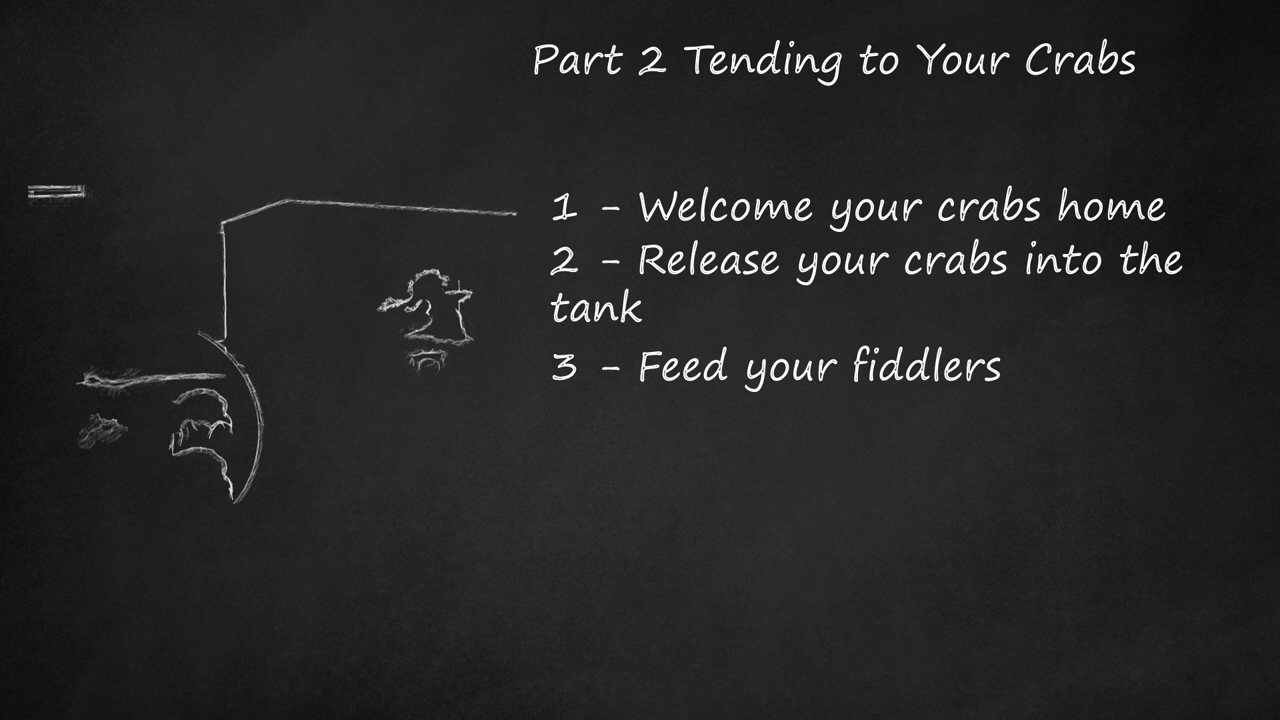 Part 2 Tending to Your Crabs
1 - Welcome your crabs home
2 - Release your crabs into the
tank
3 - Feed your fiddlers